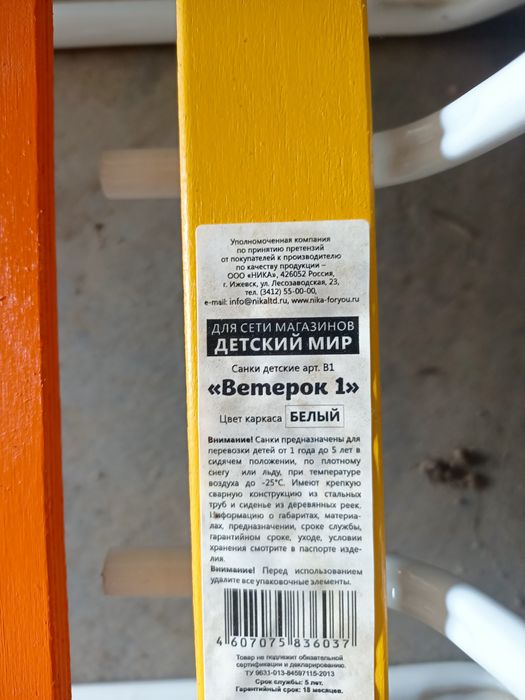 Уполномоченная компания
по принятию претензий
от покупателей к производителю
по качеству продукции –
ООО «НИКА», 426052 Россия,
г. Ижевск, ул. Лесозаводская, 23,
тел. (3412) 55-00-00,
e-mail: info@nikaltd.ru, www.nika-foryou.ru
ДЛЯ СЕТИ МАГАЗИНОВ
ДЕТСКИЙ МИР
Санки детские арт. В1
«Ветерок 1»
Цвет каркаса БЕЛЫЙ
Внимание! Санки предназначены для
перевозки детей от 1 года до 5 лет в
сидячем положении, по плотному
снегу или льду, при температуре
воздуха до -25°С. Имеют крепкую
сварную конструкцию из стальных
труб и сиденье из деревянных реек.
Информацию о габаритах, материа-
лах, предназначении, сроке службы,
гарантийном сроке, уходе, условии
хранения смотрите в паспорте изде-
лия.
Внимание! Перед использованием
удалите все упаковочные элементы.
4 607075 836037
Товар не подлежит обязательной
сертификации и декларированию.
ТУ 9631-013-84597115-2013
Срок службы: 5 лет.
Гарантийный срок: 18 месяцев.